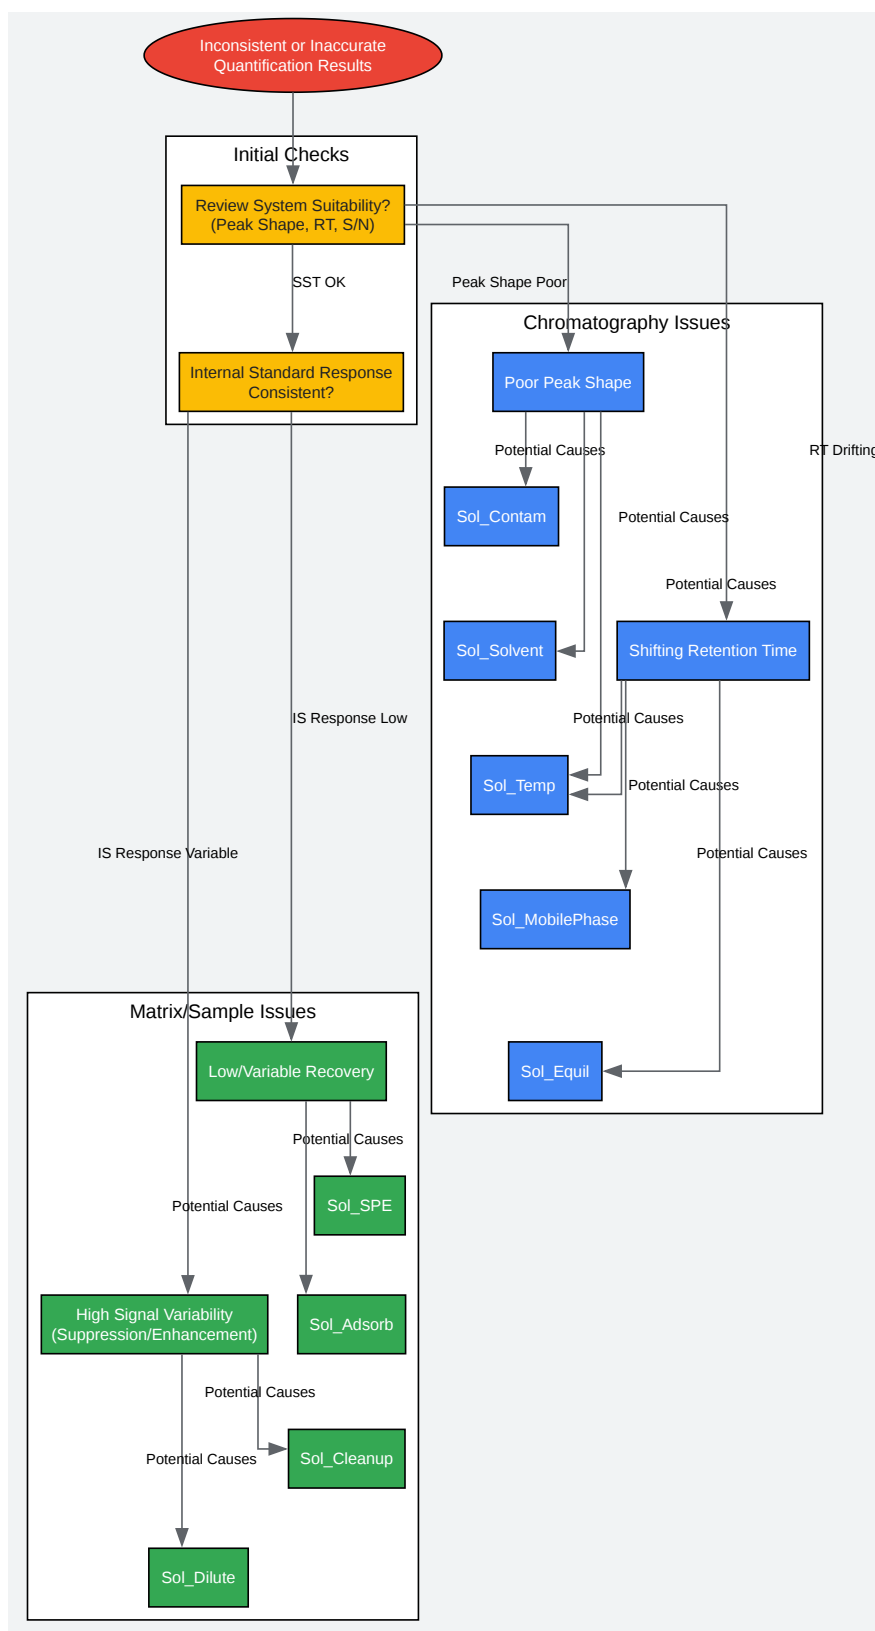 Inconsistent or Inaccurate
Quantification Results
Initial Checks
Review System Suitability?
(Peak Shape, RT, S/N)
SST OK
Peak Shape Poor
Chromatography Issues
Internal Standard Response
Consistent?
Poor Peak Shape
Potential Causes
RT Drifting
Sol_Contam
Potential Causes
Potential Causes
Sol_Solvent
Shifting Retention Time
IS Response Low
Potential Causes
Sol_Temp
Potential Causes
IS Response Variable
Potential Causes
Sol_MobilePhase
Matrix/Sample Issues
Low/Variable Recovery
Sol_Equil
Potential Causes
Potential Causes
Sol_SPE
High Signal Variability
(Suppression/Enhancement)
Sol_Adsorb
Potential Causes
Potential Causes
Sol_Cleanup
Sol_Dilute